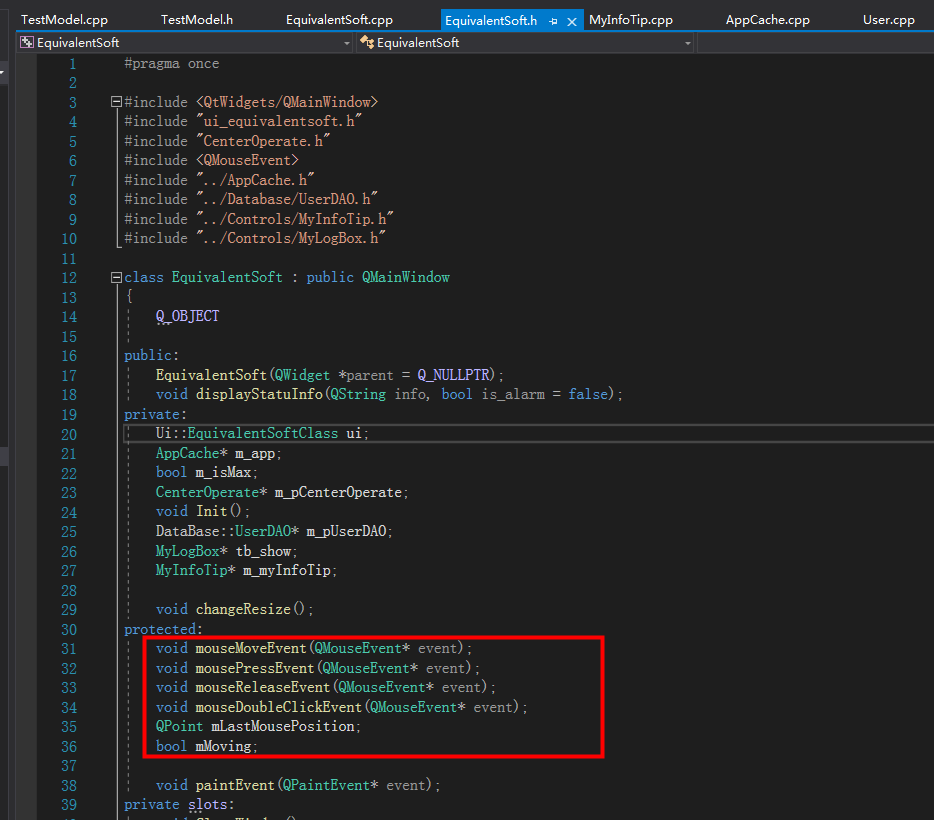 TestModel.cpp TestModel.h EquivalentSoft.cpp EquivalentSoft.h MyInfoTip.cpp AppCache.cpp User.cpp
EquivalentSoft EquivalentSoft
1 #pragma once
2
3 #include <QtWidgets/QMainWindow>
4 #include "ui_equivalentsoft.h"
5 #include "CenterOperate.h"
6 #include <QMouseEvent>
7 #include "../AppCache.h"
8 #include "../Database/UserDAO.h"
9 #include "../Controls/MyInfoTip.h"
10 #include "../Controls/MyLogBox.h"
11
12 class EquivalentSoft : public QMainWindow
13 {
14 Q_OBJECT
15
16 public:
17 EquivalentSoft(QWidget *parent = Q_NULLPTR);
18 void displayStatuInfo(QString info, bool is_alarm = false);
19 private:
20 Ui::EquivalentSoftClass ui;
21 AppCache* m_app;
22 bool m_isMax;
23 CenterOperate* m_pCenterOperate;
24 void Init();
25 DataBase::UserDAO* m_pUserDAO;
26 MyLogBox* tb_show;
27 MyInfoTip* m_myInfoTip;
28
29 void changeResize();
30 protected:
31 void mouseMoveEvent(QMouseEvent* event);
32 void mousePressEvent(QMouseEvent* event);
33 void mouseReleaseEvent(QMouseEvent* event);
34 void mouseDoubleClickEvent(QMouseEvent* event);
35 QPoint mLastMousePosition;
36 bool mMoving;
37
38 void paintEvent(QPaintEvent* event);
39 private slots: